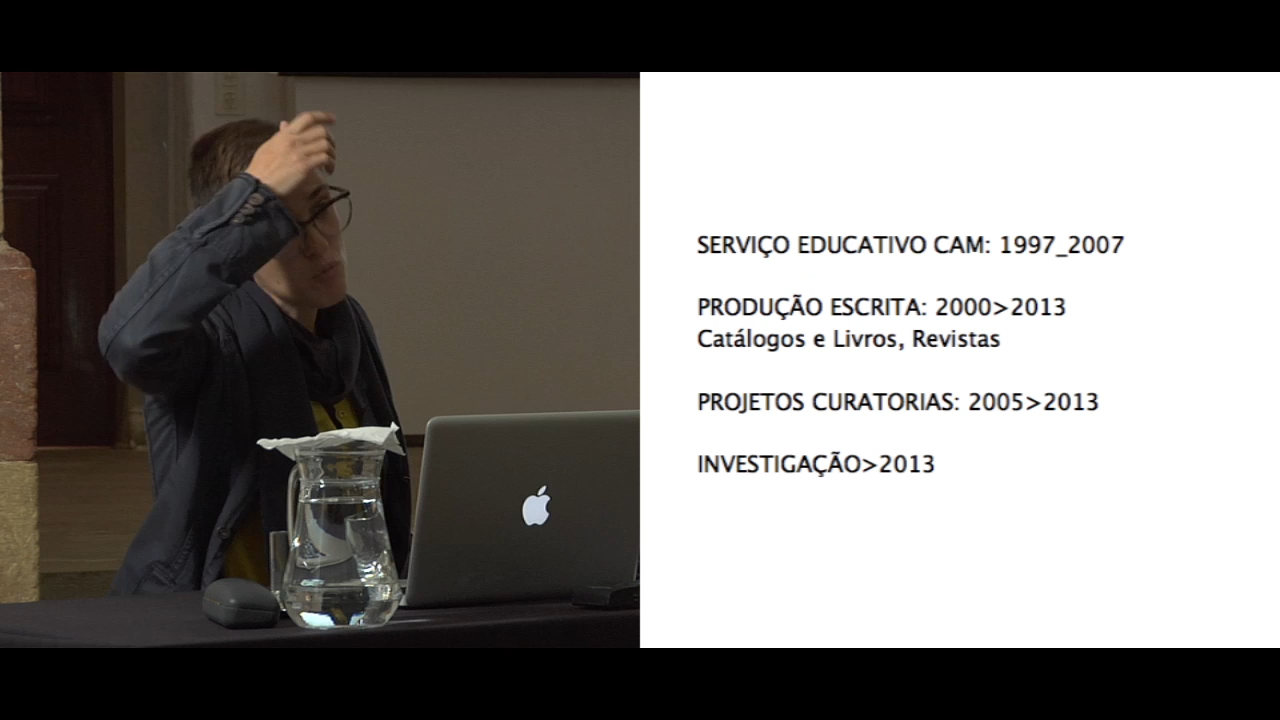 SERVIÇO EDUCATIVO CAM: 1997_2007
PRODUÇÃO ESCRITA: 2000>2013
Catálogos e Livros, Revistas
PROJETOS CURATORIAS: 2005>2013
INVESTIGAÇÃO>2013